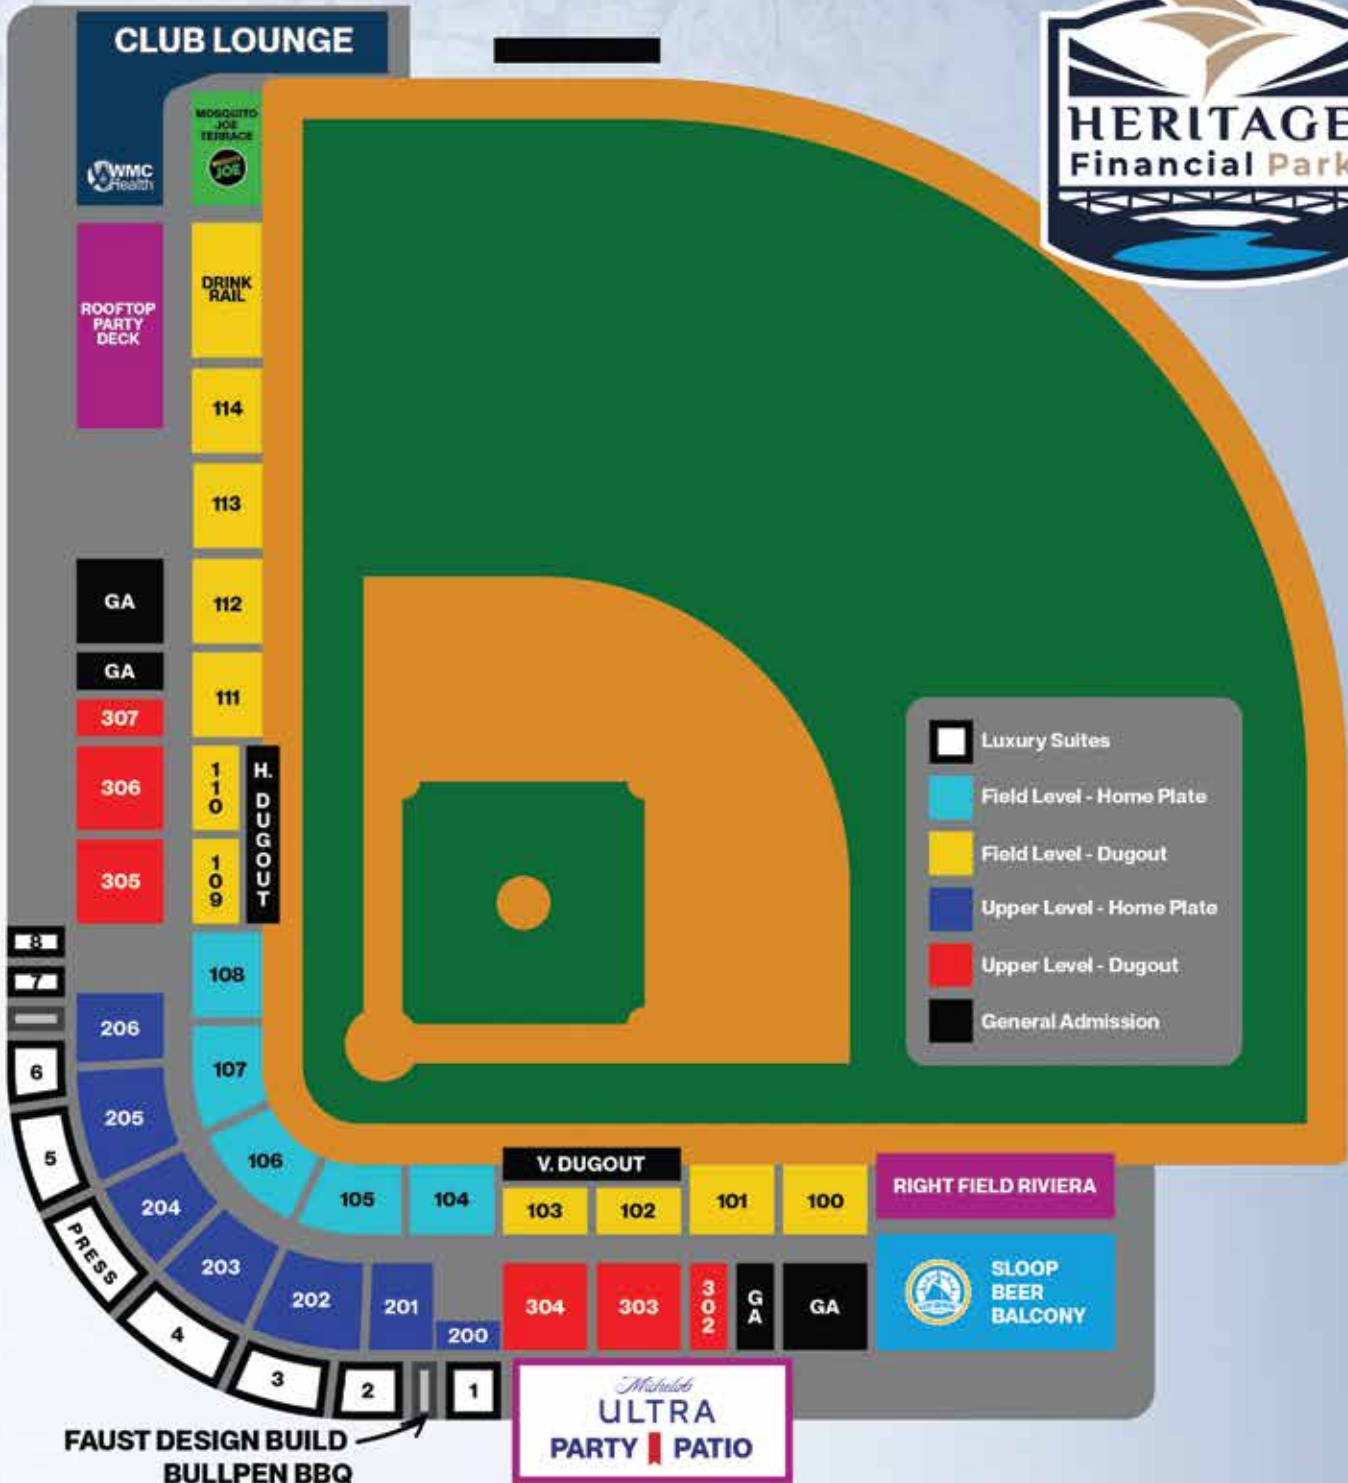 CLUB LOUNGE
WMC
Health
MOSQUITO
JOE
TERRACE
MOSQUITO
JOE
HERITAGE
Financial Park
ROOFTOP
PARTY
DECK
DRINK
RAIL
114
113
GA
112
GA
111
307
306
110
H. DUGOUT
305
109
8
7
108
206
6
107
205
5
106
204
PRESS
105
104
V. DUGOUT
103
102
101
100
RIGHT FIELD RIVIERA
203
202
201
200
304
303
302
GA
GA
SLOOP
BEER
BALCONY
4
3
2
1
Michelob
ULTRA
PARTY PATIO
FAUST DESIGN BUILD
BULLPEN BBQ
Luxury Suites
Field Level - Home Plate
Field Level - Dugout
Upper Level - Home Plate
Upper Level - Dugout
General Admission